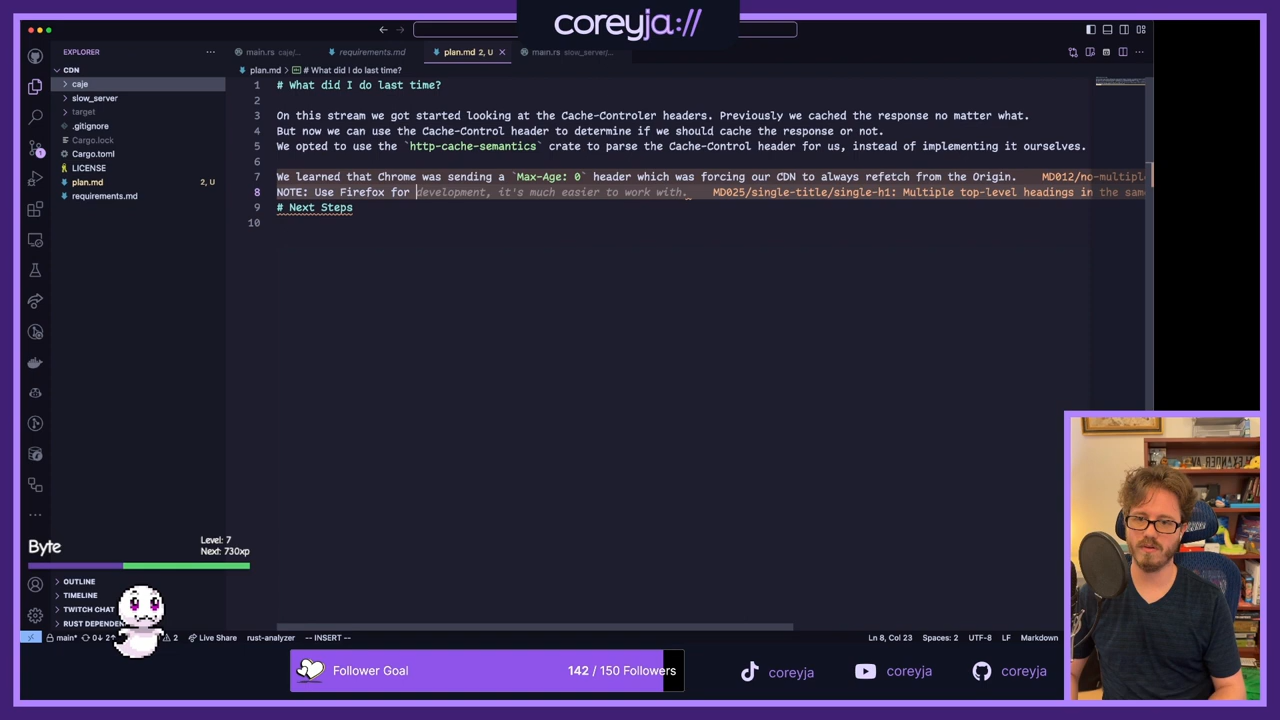 coreyja://
EXPLORER
main.rs caje/...
requirements.md
plan.md 2, U
main.rs slow_server/...
CDN
plan.md > # What did I do last time?
caje
slow_server
target
.gitignore
Cargo.lock
Cargo.toml
LICENSE
plan.md 2, U
requirements.md
1 # What did I do last time?
2
3 On this stream we got started looking at the Cache-Controler headers. Previously we cached the response no matter what.
4 But now we can use the Cache-Control header to determine if we should cache the response or not.
5 We opted to use the `http-cache-semantics` crate to parse the Cache-Control header for us, instead of implementing it ourselves.
6
7 We learned that Chrome was sending a `Max-Age: 0` header which was forcing our CDN to always refetch from the Origin. MD012/no-multiple
8 NOTE: Use Firefox for development, it's much easier to work with. MD025/single-title/single-h1: Multiple top-level headings in the same
9 # Next Steps
10
Byte
Level: 7
Next: 730xp
OUTLINE
TIMELINE
TWITCH CHAT
RUST DEPENDEN
main* 0↓ 2↑ 2 Live Share rust-analyzer -- INSERT --
Ln 8, Col 23 Spaces: 2 UTF-8 LF Markdown
Follower Goal 142 / 150 Followers
coreyja
coreyja
coreyja